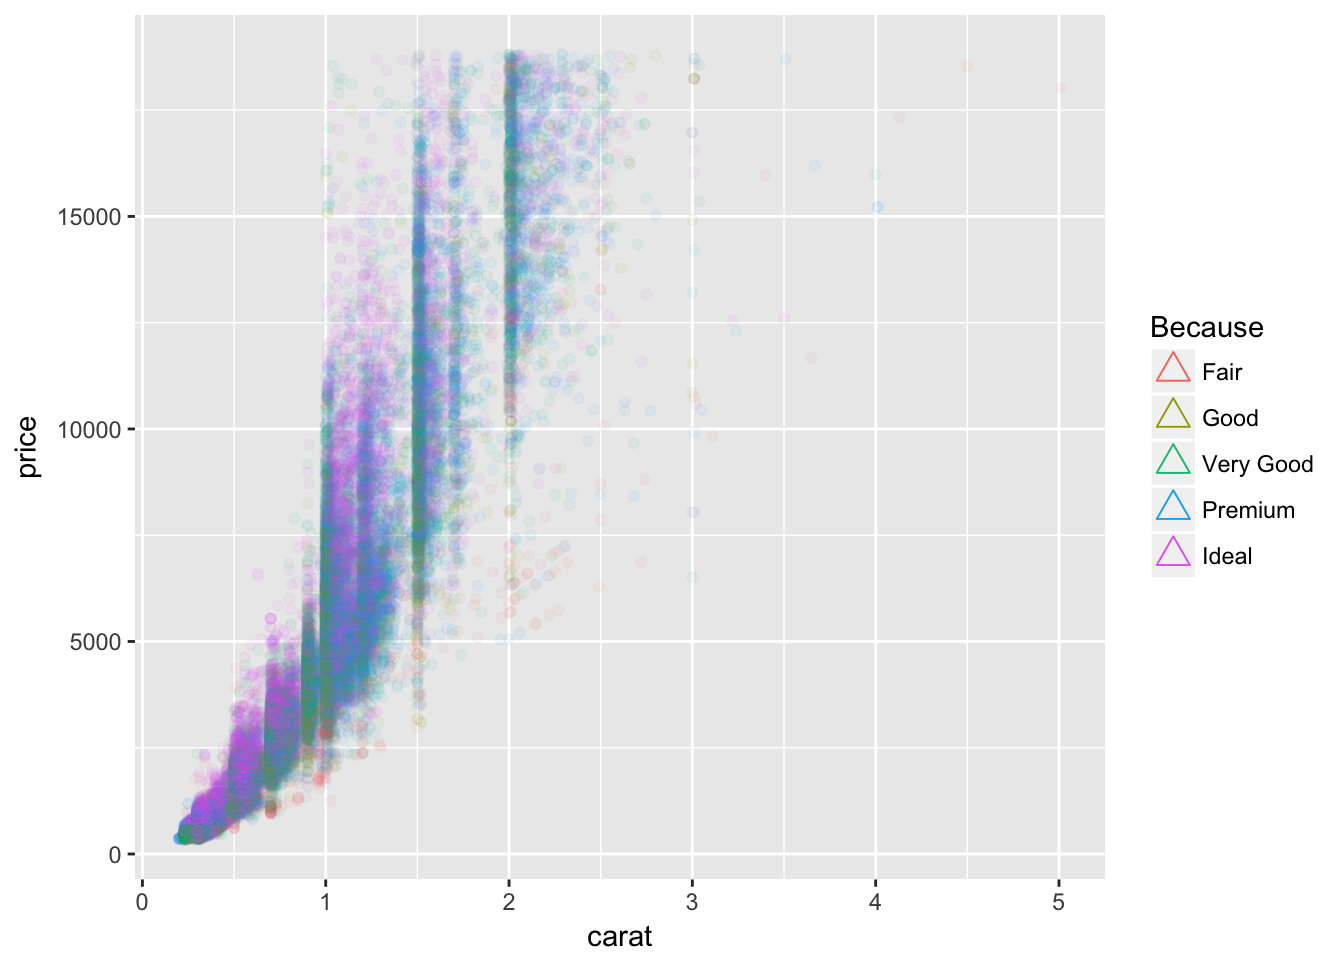 15000
10000
5000
0
price
0 1 2 3 4 5
carat
Because
Fair
Good
Very Good
Premium
Ideal